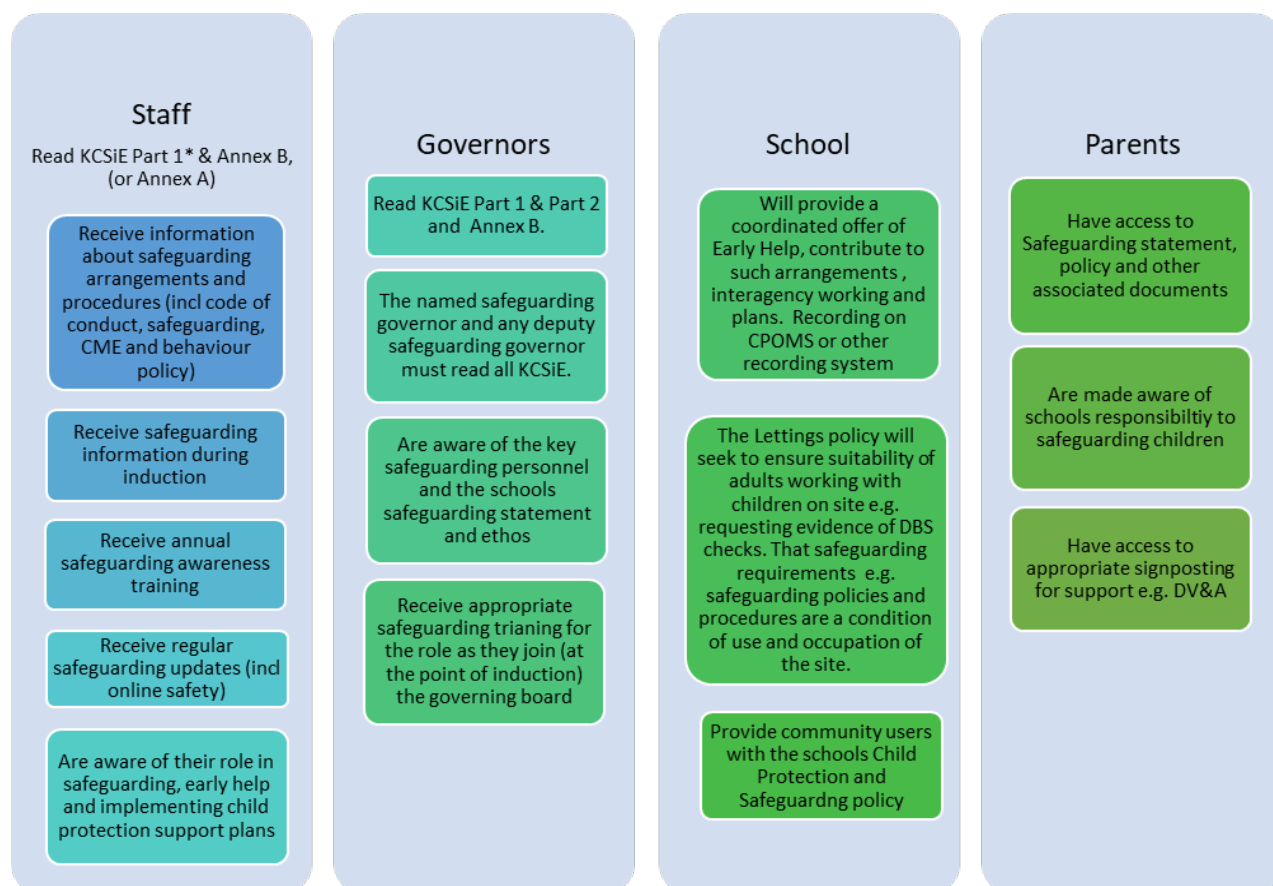 Staff
Read KCSiE Part 1* & Annex B,
(or Annex A)
Receive information
about safeguarding
arrangements and
procedures (incl code of
conduct, safeguarding,
CME and behaviour
policy)
Receive safeguarding
information during
induction
Receive annual
safeguarding awareness
training
Receive regular
safeguarding updates (incl
online safety)
Are aware of their role in
safeguarding, early help
and implementing child
protection support plans
Governors
Read KCSiE Part 1 & Part 2
and Annex B.
The named safeguarding
governor and any deputy
safeguarding governor
must read all KCSiE.
Are aware of the key
safeguarding personnel
and the schools
safeguarding statement
and ethos
Receive appropriate
safeguarding trianing for
the role as they join (at
the point of induction)
the governing board
School
Will provide a
coordinated offer of
Early Help, contribute to
such arrangements ,
interagency working and
plans. Recording on
CPOMS or other
recording system
The Lettings policy will
seek to ensure suitability of
adults working with
children on site e.g.
requesting evidence of DBS
checks. That safeguarding
requirements e.g.
safeguarding policies and
procedures are a condition
of use and occupation of
the site.
Provide community users
with the schools Child
Protection and
Safeguardng policy
Parents
Have access to
Safeguarding statement,
policy and other
associated documents
Are made aware of
schools responsibiltiy to
safeguarding children
Have access to
appropriate signposting
for support e.g. DV&A